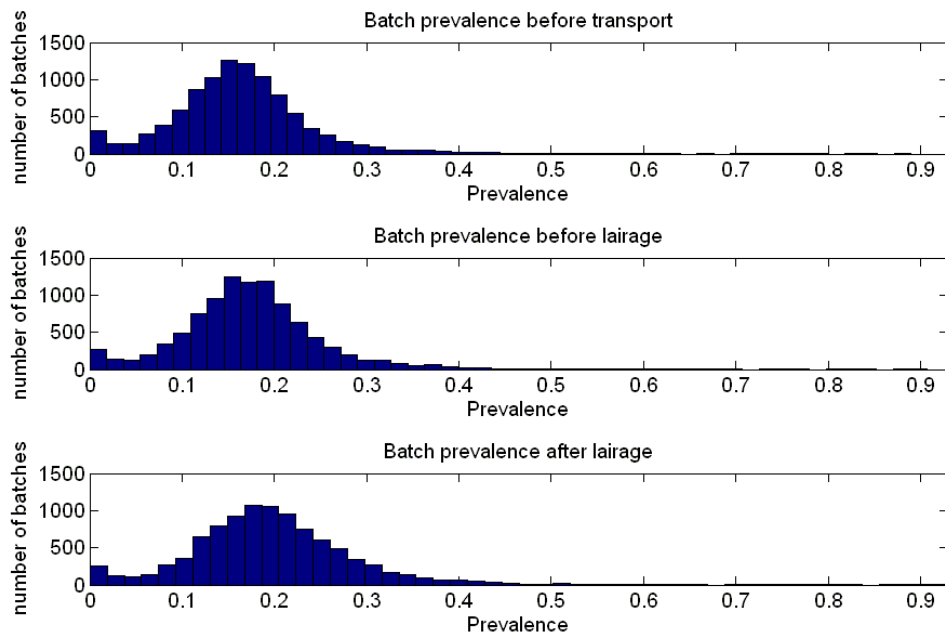 Batch prevalence before transport
1500
1000
500
0
number of batches
0 0.1 0.2 0.3 0.4 0.5 0.6 0.7 0.8 0.9
Prevalence
Batch prevalence before lairage
1500
1000
500
0
number of batches
0 0.1 0.2 0.3 0.4 0.5 0.6 0.7 0.8 0.9
Prevalence
Batch prevalence after lairage
1500
1000
500
0
number of batches
0 0.1 0.2 0.3 0.4 0.5 0.6 0.7 0.8 0.9
Prevalence